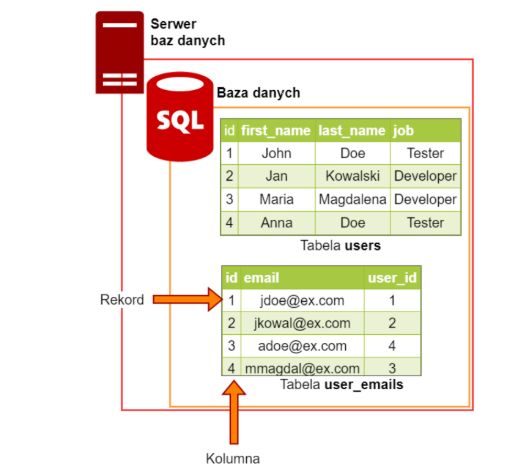 Serwer
baz danych
SQL
Baza danych
id first_name last_name job
1 John Doe Tester
2 Jan Kowalski Developer
3 Maria Magdalena Developer
4 Anna Doe Tester
Tabela users
id email user_id
Rekord
1 jdoe@ex.com 1
2 jkowal@ex.com 2
3 adoe@ex.com 4
4 mmagdal@ex.com 3
Tabela user_emails
Kolumna